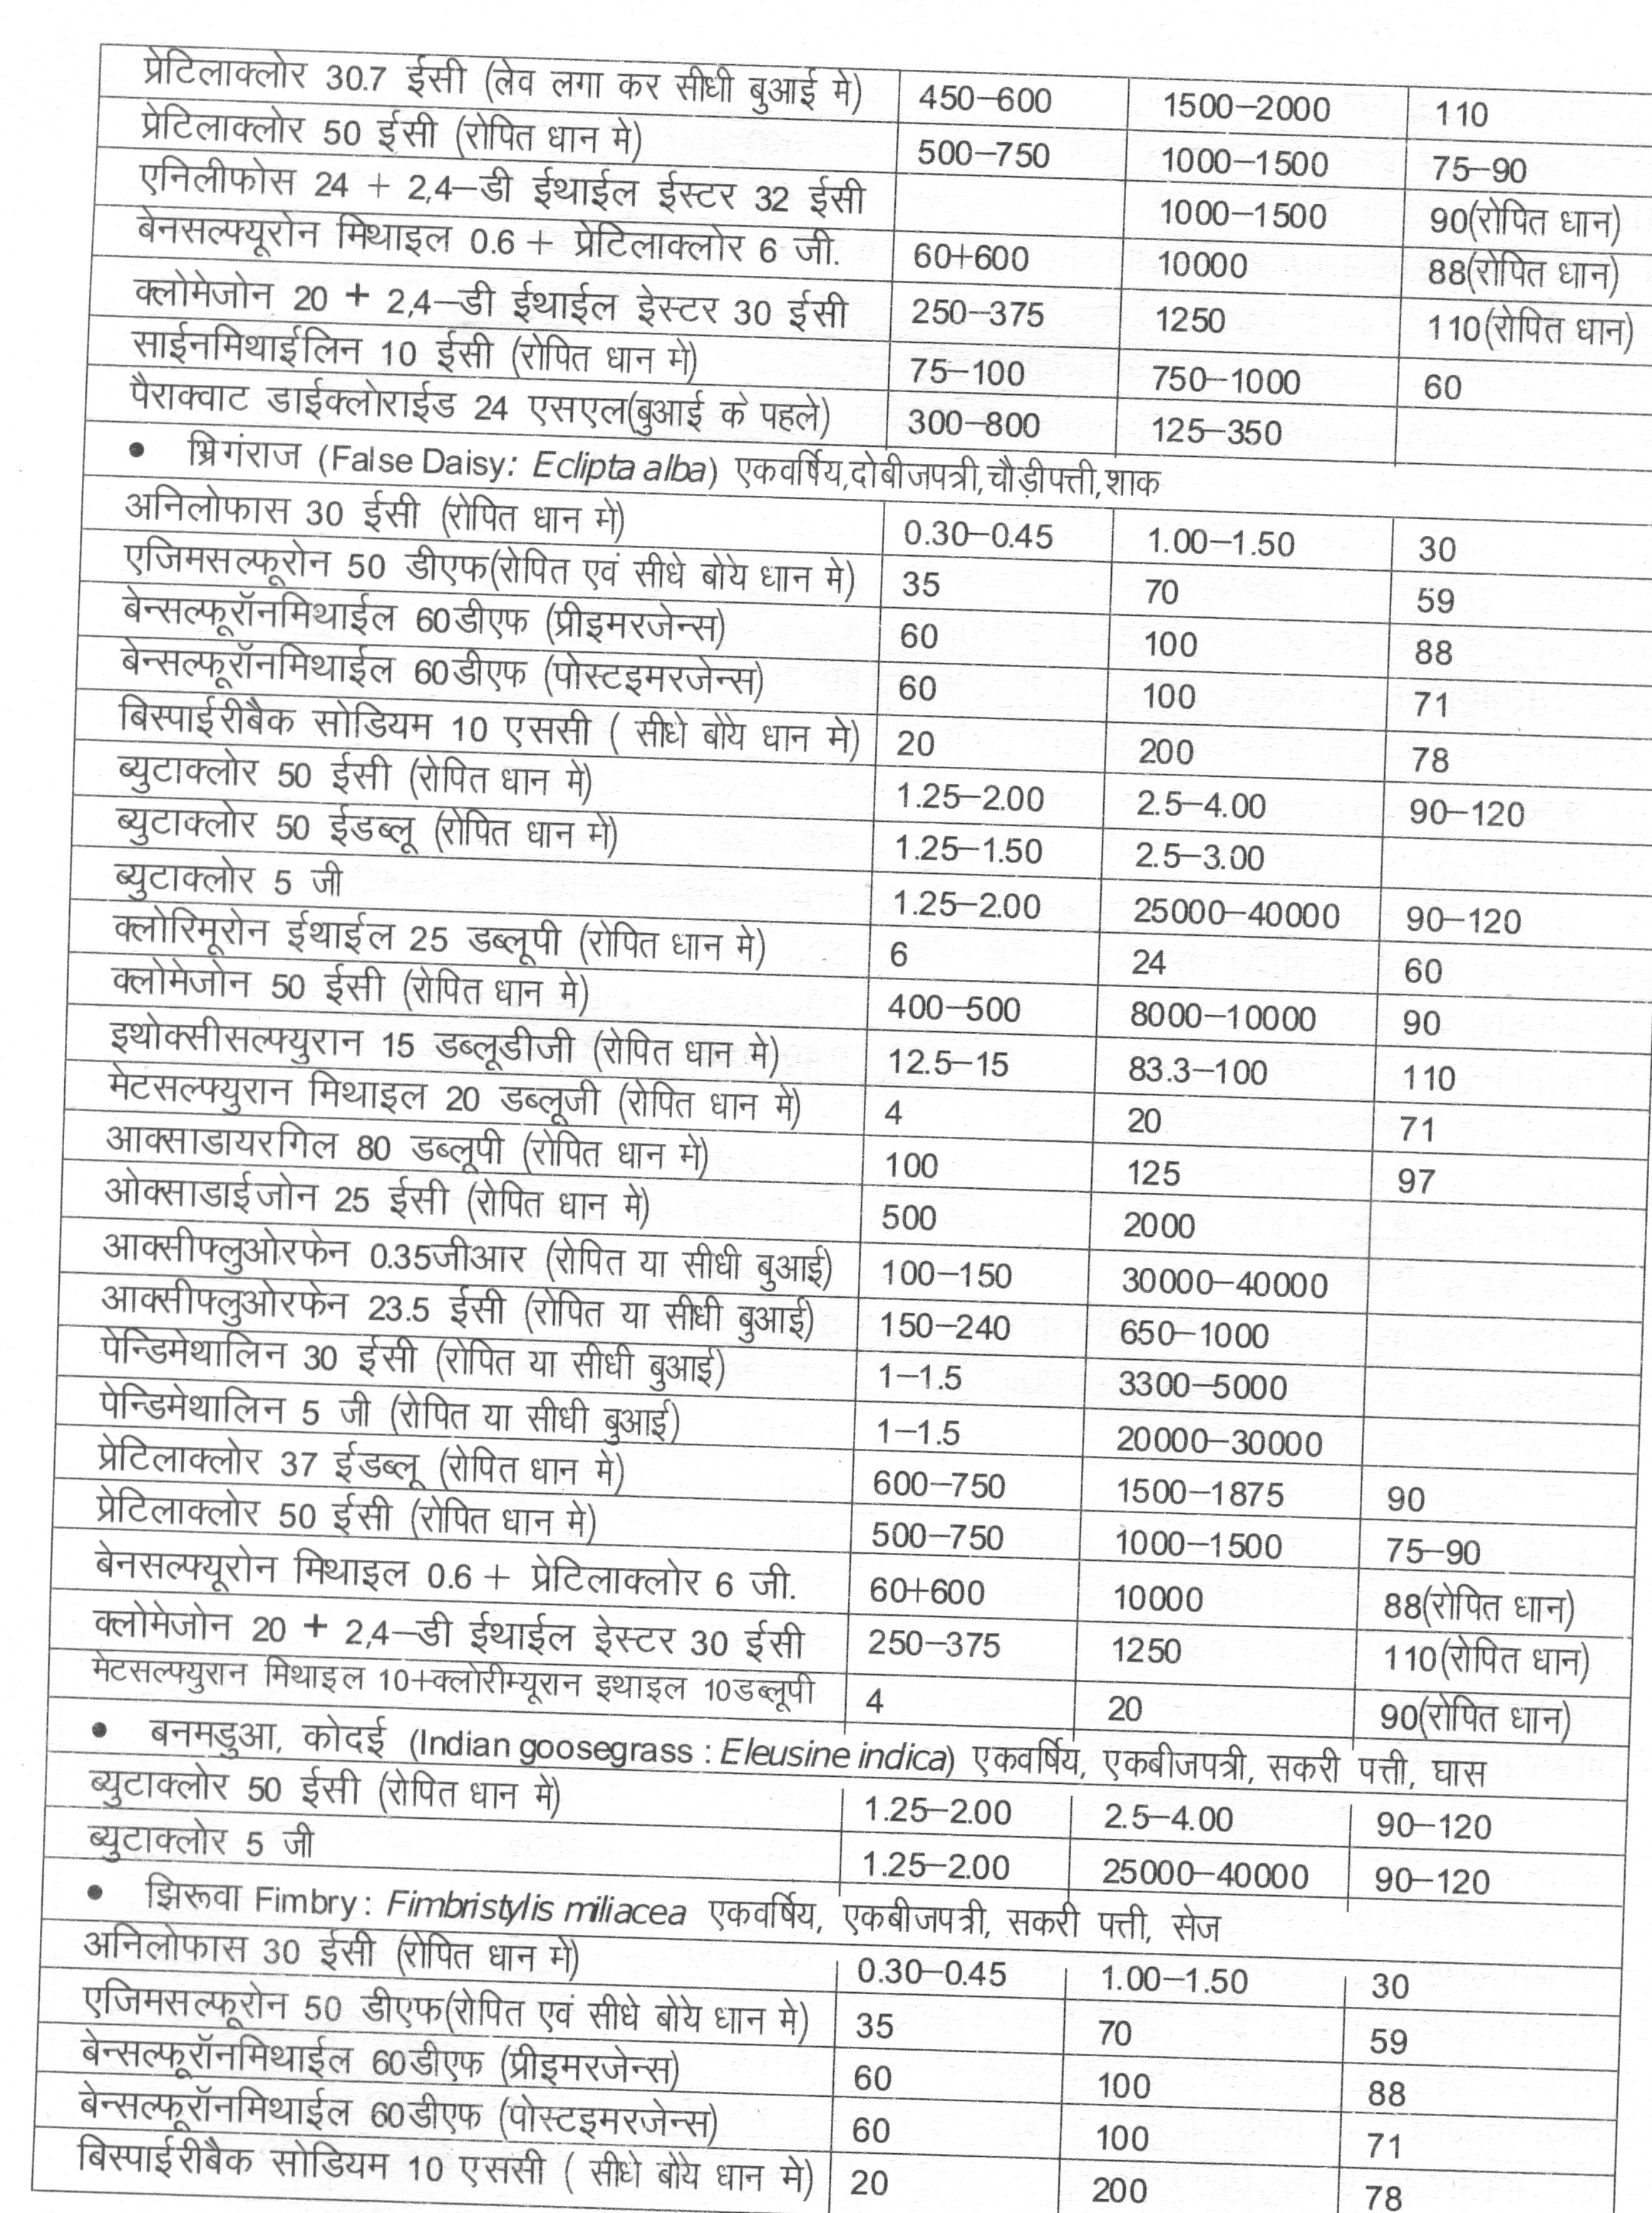 प्रेटिलाक्लोर 30.7 ईसी (लेव लगा कर सीधी बुआई मे) 450–600 1500–2000 110
प्रेटिलाक्लोर 50 ईसी (रोपित धान मे) 500–750 1000–1500 75–90
एनिलीफोस 24 + 2,4–डी ईथाईल ईस्टर 32 ईसी 1000–1500 90(रोपित धान)
बेनसल्फ्यूरोन मिथाइल 0.6 + प्रेटिलाक्लोर 6 जी. 60+600 10000 88(रोपित धान)
क्लोमेजोन 20 + 2,4–डी ईथाईल ईेस्टर 30 ईसी 250–375 1250 110(रोपित धान)
साईनमिथाईलिन 10 ईसी (रोपित धान मे) 75–100 750–1000 60
पैराक्वाट डाईक्लोराईड 24 एसएल(बुआई के पहले) 300–800 125–350
• भ्रिगंराज (False Daisy: Eclipta alba) एकवर्षिय,दोबीजपत्री,चौड़ीपत्ती,शाक
अनिलोफास 30 ईसी (रोपित धान मे) 0.30–0.45 1.00–1.50 30
एजिमसल्फूरोन 50 डीएफ(रोपित एवं सीधे बोये धान मे) 35 70 59
बेन्सल्फूरॉनमिथाईल 60डीएफ (प्रीइमरजेन्स) 60 100 88
बेन्सल्फूरॉनमिथाईल 60डीएफ (पोस्टइमरजेन्स) 60 100 71
बिस्पाईरीबैक सोडियम 10 एससी ( सीधे बोये धान मे) 20 200 78
ब्युटाक्लोर 50 ईसी (रोपित धान मे) 1.25–2.00 2.5–4.00 90–120
ब्युटाक्लोर 50 ईडब्लू (रोपित धान मे) 1.25–1.50 2.5–3.00
ब्युटाक्लोर 5 जी 1.25–2.00 25000–40000 90–120
क्लोरिमूरोन ईथाईल 25 डब्लूपी (रोपित धान मे) 6 24 60
क्लोमेजोन 50 ईसी (रोपित धान मे) 400–500 8000–10000 90
इथोक्सीसल्फ्युरान 15 डब्लूडीजी (रोपित धान मे) 12.5–15 83.3–100 110
मेटसल्फ्युरान मिथाइल 20 डब्लूजी (रोपित धान मे) 4 20 71
आक्साडायरगिल 80 डब्लूपी (रोपित धान मे) 100 125 97
ओक्साडाईजोन 25 ईसी (रोपित धान मे) 500 2000
आक्सीफ्लुओरफेन 0.35जीआर (रोपित या सीधी बुआई) 100–150 30000–40000
आक्सीफ्लुओरफेन 23.5 ईसी (रोपित या सीधी बुआई) 150–240 650–1000
पेन्डिमेथालिन 30 ईसी (रोपित या सीधी बुआई) 1–1.5 3300–5000
पेन्डिमेथालिन 5 जी (रोपित या सीधी बुआई) 1–1.5 20000–30000
प्रेटिलाक्लोर 37 ईडब्लू (रोपित धान मे) 600–750 1500–1875 90
प्रेटिलाक्लोर 50 ईसी (रोपित धान मे) 500–750 1000–1500 75–90
बेनसल्फ्यूरोन मिथाइल 0.6 + प्रेटिलाक्लोर 6 जी. 60+600 10000 88(रोपित धान)
क्लोमेजोन 20 + 2,4–डी ईथाईल ईेस्टर 30 ईसी 250–375 1250 110(रोपित धान)
मेटसल्फ्युरान मिथाइल 10+क्लोरीम्यूरान इथाइल 10डब्लूपी 4 20 90(रोपित धान)
• बनमडुआ, कोदई (Indian goosegrass : Eleusine indica) एकवर्षिय, एकबीजपत्री, सकरी पत्ती, घास
ब्युटाक्लोर 50 ईसी (रोपित धान मे) 1.25–2.00 2.5–4.00 90–120
ब्युटाक्लोर 5 जी 1.25–2.00 25000–40000 90–120
• झिरूवा Fimbry : Fimbristylis miliacea एकवर्षिय, एकबीजपत्री, सकरी पत्ती, सेज
अनिलोफास 30 ईसी (रोपित धान मे) 0.30–0.45 1.00–1.50 30
एजिमसल्फूरोन 50 डीएफ(रोपित एवं सीधे बोये धान मे) 35 70 59
बेन्सल्फूरॉनमिथाईल 60डीएफ (प्रीइमरजेन्स) 60 100 88
बेन्सल्फूरॉनमिथाईल 60डीएफ (पोस्टइमरजेन्स) 60 100 71
बिस्पाईरीबैक सोडियम 10 एससी ( सीधे बोये धान मे) 20 200 78